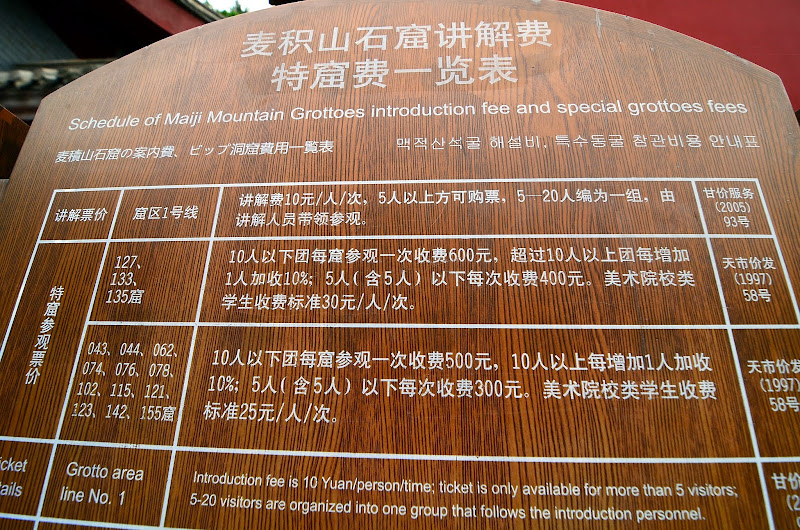 麦积山石窟讲解费
特窟费一览表
Schedule of Maiji Mountain Grottoes introduction fee and special grottoes fees
麦积山石窟の案内費、ビップ洞窟費用一覧表
맥적산석굴 해설비, 특수동굴 참관비용 안내표
讲解票价
窟区1号线
讲解费10元/人/次，5人以上方可购票，5—20人编为一组，由
讲解人员带领参观。
甘价服务
(2005)
93号
特窟参观票价
127、
133、
135窟
10人以下团每窟参观一次收费600元，超过10人以上团每增加
1人加收10%；5人(含5人) 以下每次收费400元。美术院校类
学生收费标准30元/人/次。
天市价发
(1997)
58号
043、044、062、
074、076、078、
102、115、121、
123、142、155窟
10人以下团每窟参观一次收费500元，10人以上每增加1人加收
10%；5人(含5人) 以下每次收费300元。美术院校类学生收费
标准25元/人/次。
天市价发
(1997)
58号
icket
tails
Grotto area
line No. 1
Introduction fee is 10 Yuan/person/time; ticket is only available for more than 5 visitors;
5-20 visitors are organized into one group that follows the introduction personnel.
甘价
(2